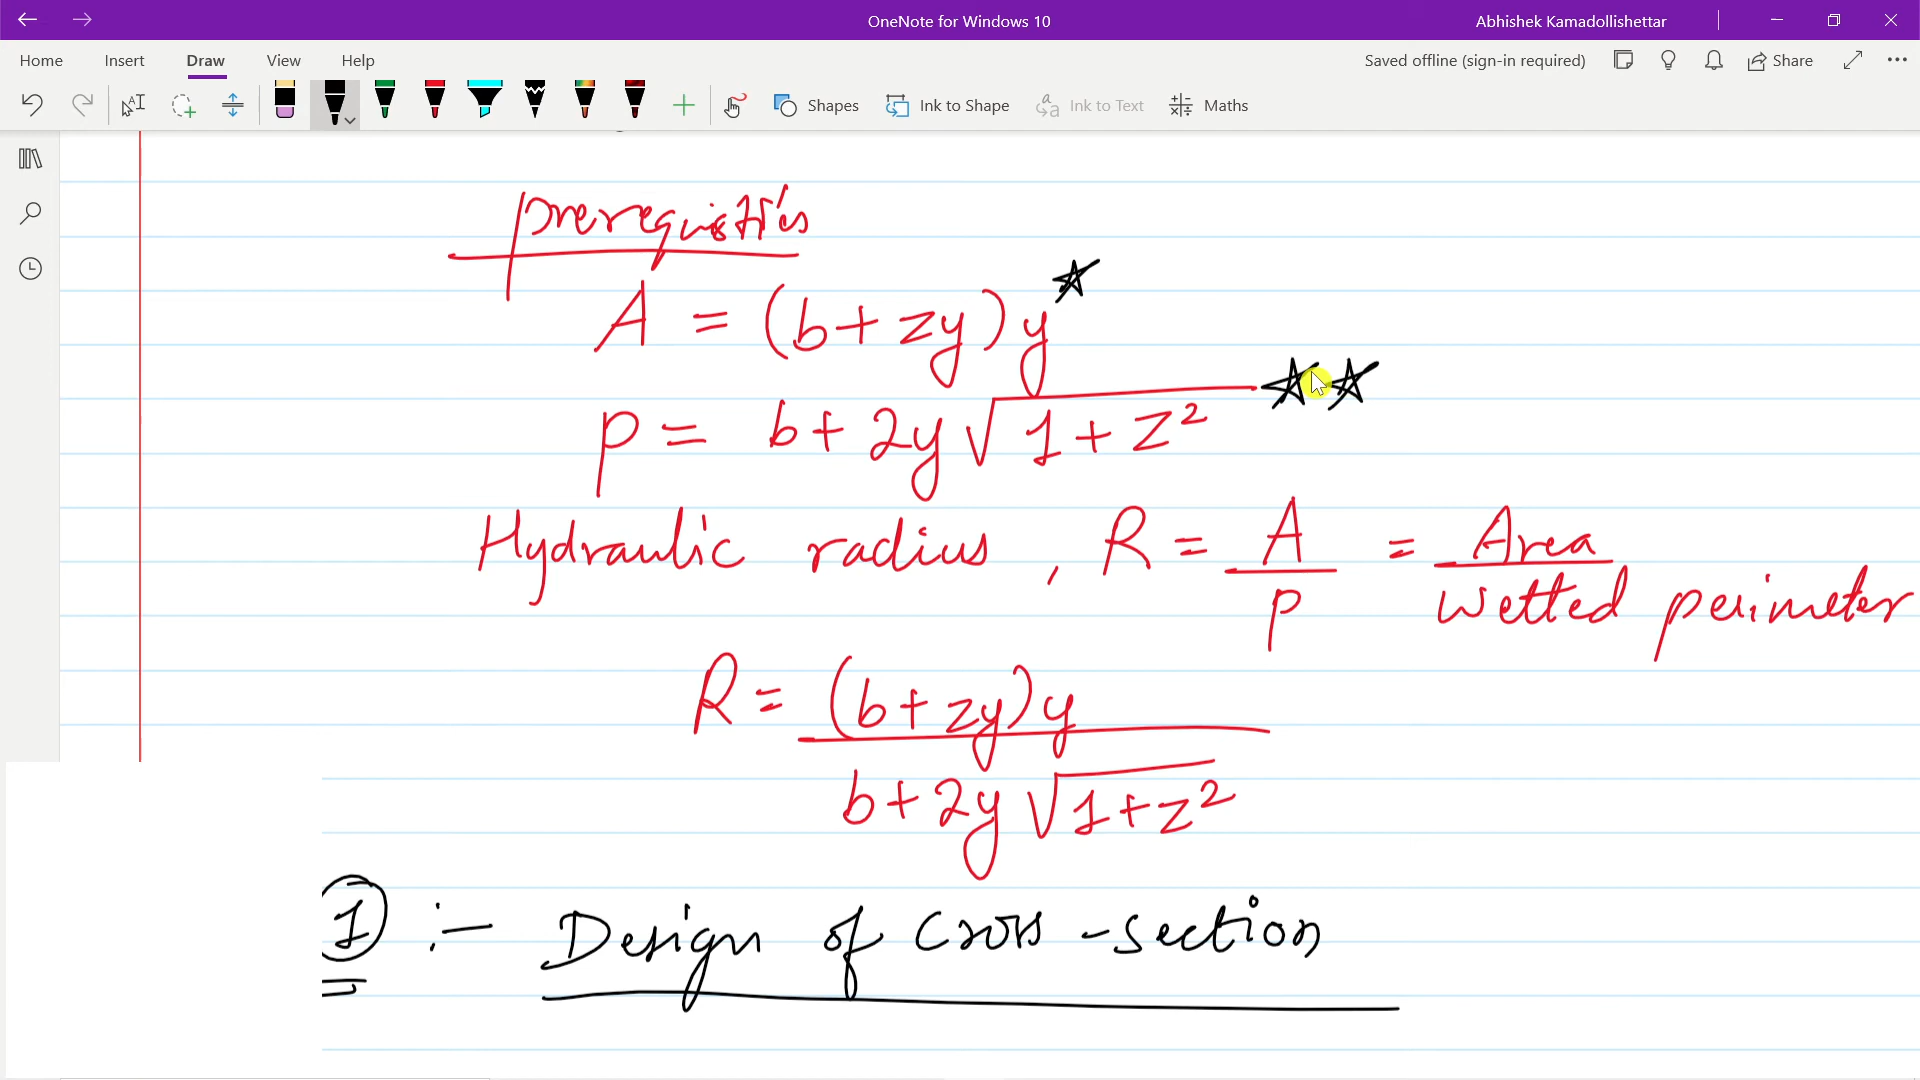 OneNote for Windows 10
Abhishek Kamadollishettar
Home Insert Draw View Help
Saved offline (sign-in required) Share
Shapes Ink to Shape Ink to Text Maths
prerequistis
A = (b+zy)y
P = b+2y√1+z²
Hydraulic radius, R = A/P = Area/wetted perimeter
R = (b+zy)y
b+2y√1+z²
1 :- Design of Cross-section